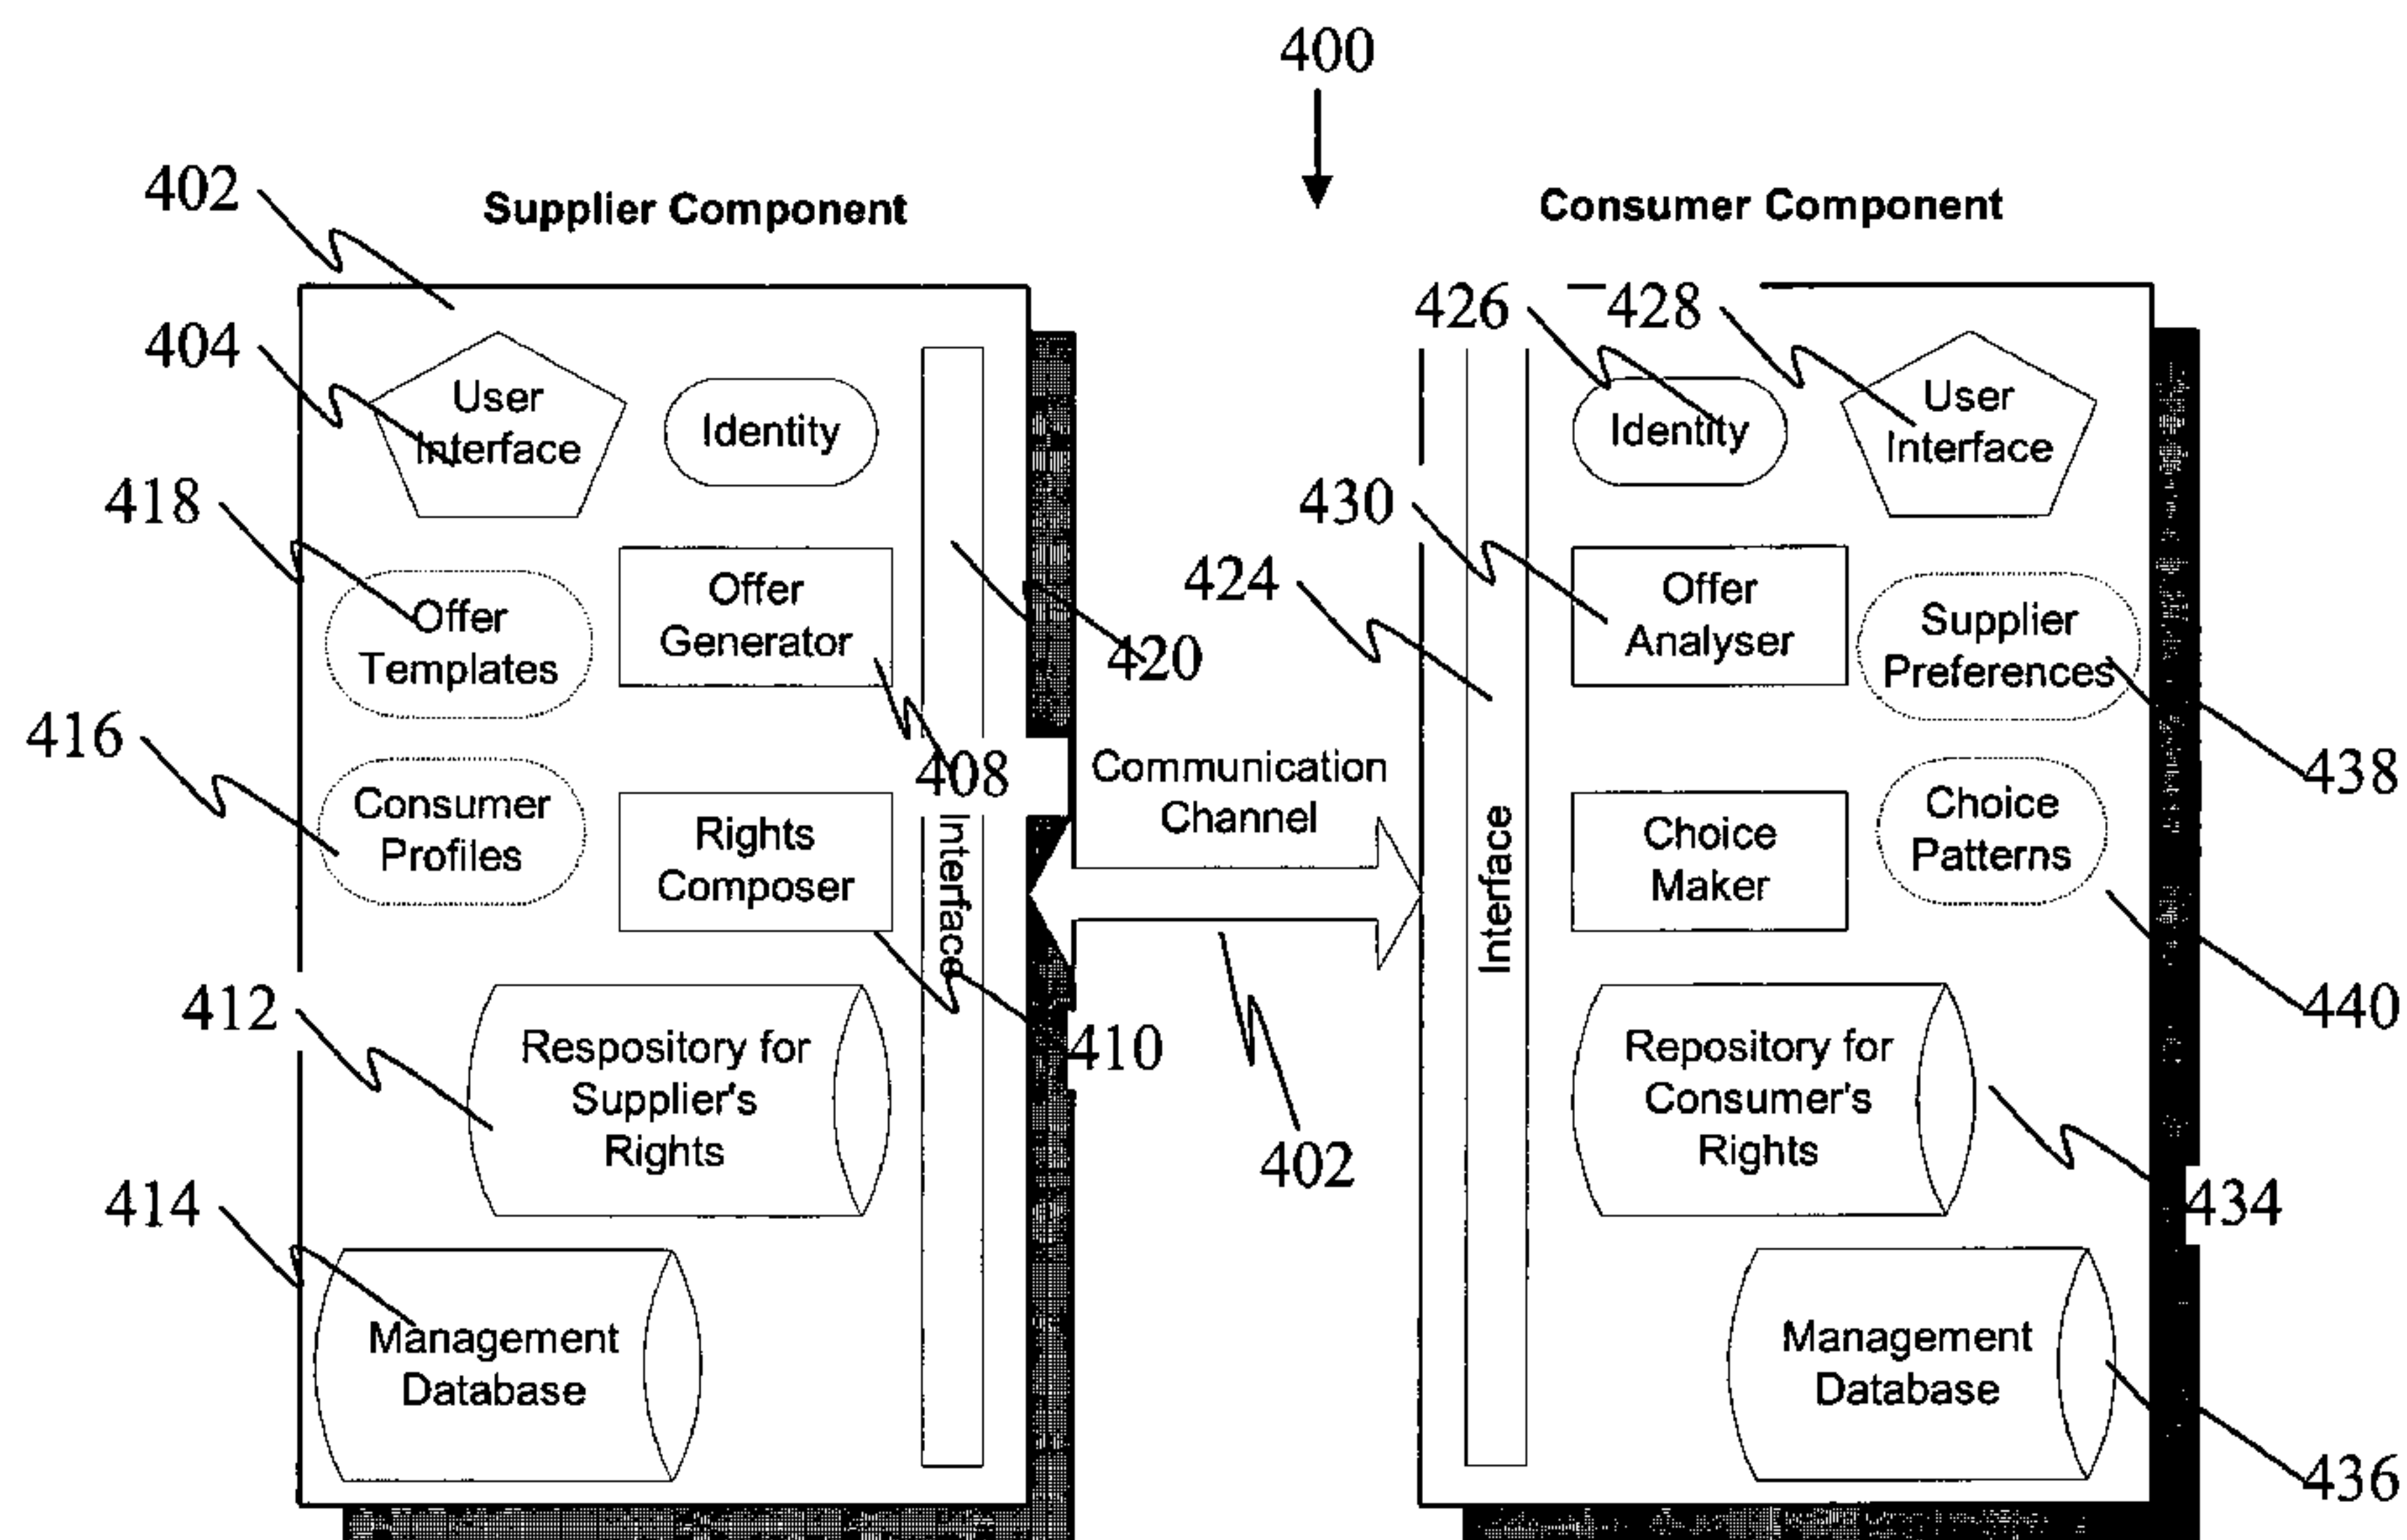 400
402
Supplier Component
Consumer Component
404
User
Interface
Identity
426
428
Identity
User
Interface
418
Offer
Templates
Offer
Generator
420
430
424
Offer
Analyser
Supplier
Preferences
416
Consumer
Profiles
408
Rights
Composer
Interface
Communication
Channel
Interface
Choice
Maker
Choice
Patterns
438
412
Respository for
Supplier's
Rights
410
402
Repository for
Consumer's
Rights
440
434
414
Management
Database
Management
Database
436